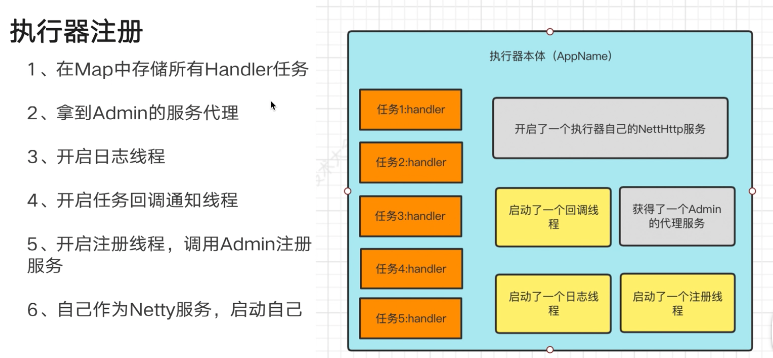 执行器注册
1、在Map中存储所有Handler任务
2、拿到Admin的服务代理
3、开启日志线程
4、开启任务回调通知线程
5、开启注册线程，调用Admin注册
服务
6、自己作为Netty服务，启动自己
执行器本体（AppName）
任务1:handler
任务2:handler
任务3:handler
任务4:handler
任务5:handler
开启了一个执行器自己的NettHttp服务
启动了一个回调线
程
获得了一个Admin
的代理服务
启动了一个日志线
程
启动了一个注册线
程